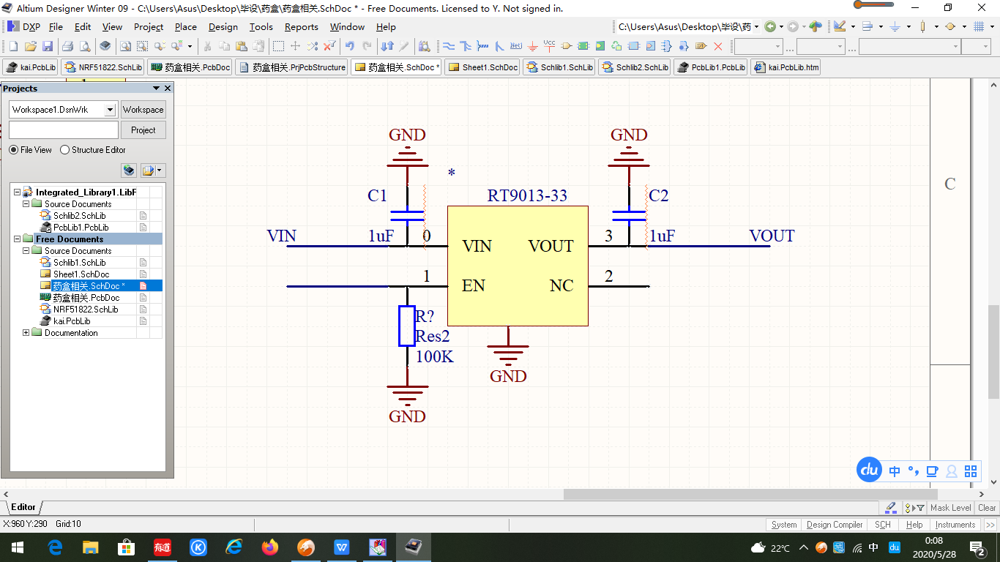 Altium Designer Winter 09 - C:\Users\Asus\Desktop\毕设\药盒\药盒相关.SchDoc * - Free Documents. Licensed to Y. Not signed in.
DXP File Edit View Project Place Design Tools Reports Window Help C:\Users\Asus\Desktop\毕设\药
Net Vcc
kai.PcbLib NRF51822.SchLib 药盒相关.PcbDoc 药盒相关.PrjPcbStructure 药盒相关.SchDoc * Sheet1.SchDoc Schlib1.SchLib Schlib2.SchLib PcbLib1.PcbLib kai.PcbLib.htm
Projects
Workspace1.DsnWrk Workspace
Project
File View Structure Editor
Integrated_Library1.LibF
Source Documents
Schlib2.SchLib
PcbLib1.PcbLib
Free Documents
Source Documents
Schlib1.SchLib
Sheet1.SchDoc
药盒相关.SchDoc *
药盒相关.PcbDoc
NRF51822.SchLib
kai.PcbLib
Documentation
GND GND
*
C1 RT9013-33 C2
C
VIN 1uF 0 3 1uF VOUT
VIN VOUT
1 2
EN NC
R?
Res2
100K
GND
GND
du 中
Editor
Mask Level Clear
X:960 Y:290 Grid:10
System Design Compiler SCH Help Instruments >>
有道 K W 22℃ 中 du 0:08
2020/5/28 2